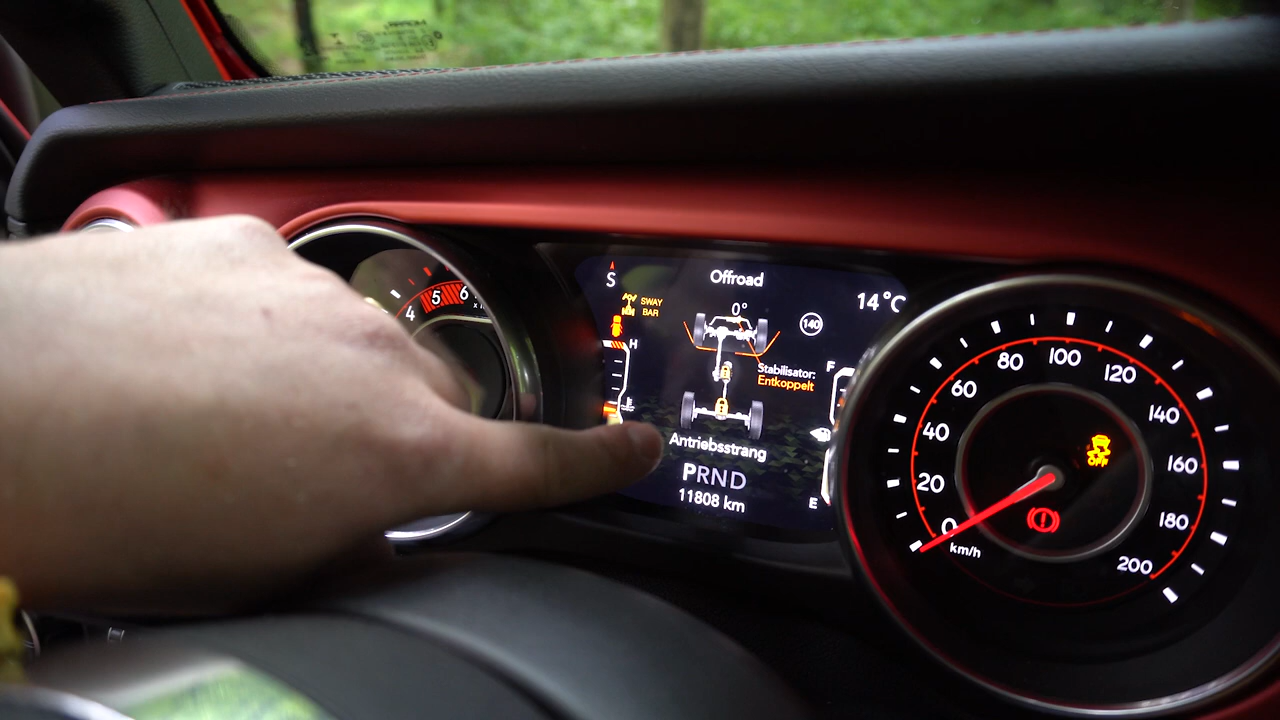 Offroad
S
14°C
SWAY
BAR
0°
140
H
F
Stabilisator:
Entkoppelt
Antriebsstrang
PRND
E
11808 km
4 5 6
0 20 40 60 80 100 120 140 160 180 200
km/h
OFF